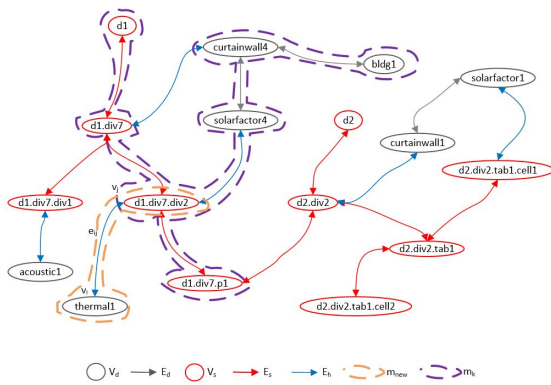 d1
curtainwall4
bldg1
solarfactor1
d1.div7
solarfactor4
d2
curtainwall1
d2.div2.tab1.cell1
vj
d1.div7.div1
d1.div7.div2
d2.div2
eij
d2.div2.tab1
acoustic1
d1.div7.p1
vi
thermal1
d2.div2.tab1.cell2
Vd Ed Vs Es Eh mnew mk